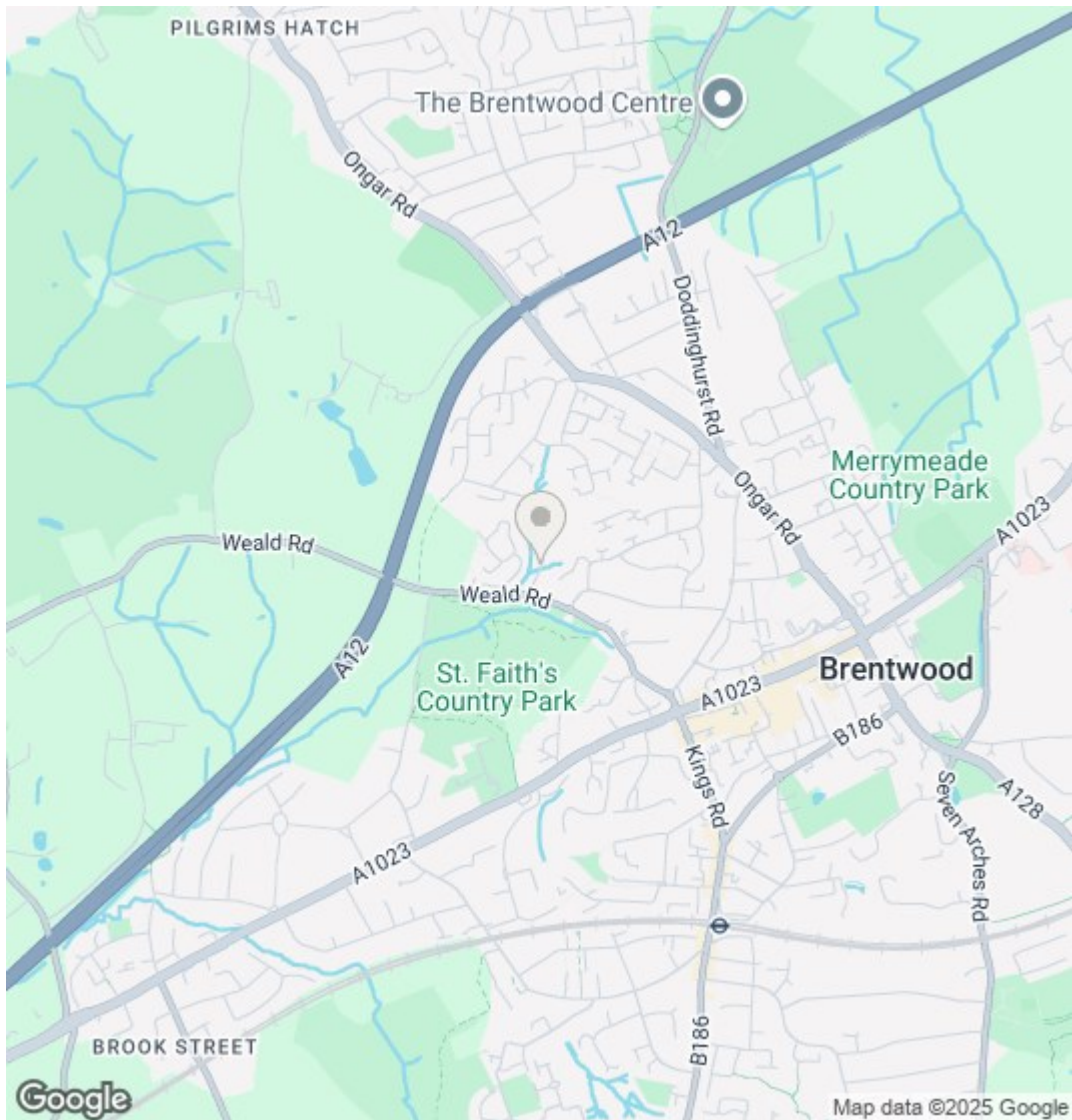 PILGRIMS HATCH
The Brentwood Centre
Ongar Rd
A12
Doddinghurst Rd
Merrymeade
Country Park
Ongar Rd
A1023
Weald Rd
Weald Rd
A12
St. Faith's
Country Park
A1023
Brentwood
B186
Kings Rd
Seven Arches Rd
A128
A1023
B186
BROOK STREET
Google
Map data ©2025 Google